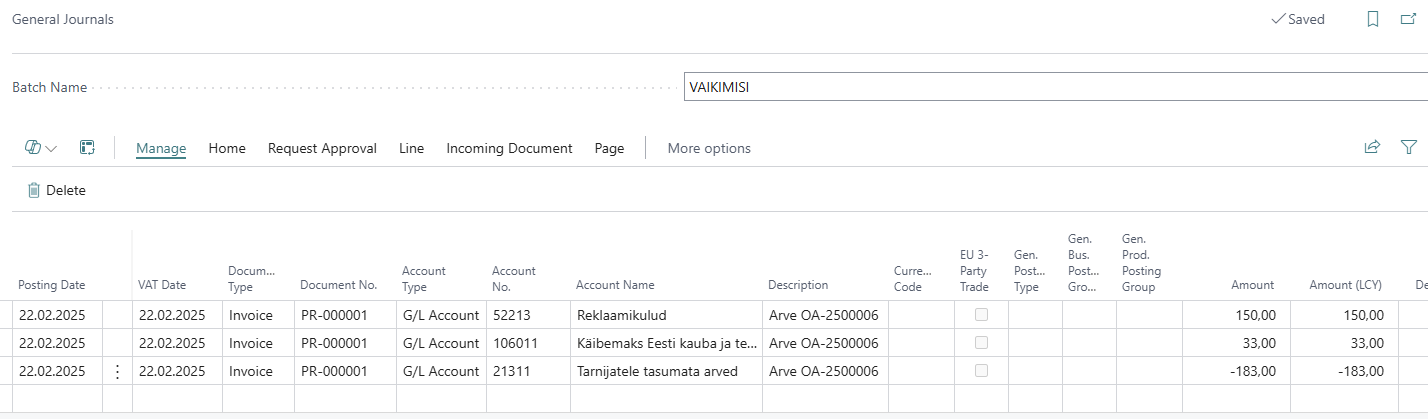 General Journals
Saved
Batch Name
VAIKIMISI
Manage Home Request Approval Line Incoming Document Page More options
Delete
Posting Date VAT Date Docum... Type Document No. Account Type Account No. Account Name Description Curre... Code EU 3-Party Trade Gen. Post... Type Gen. Bus. Post... Gro... Gen. Prod. Posting Group Amount Amount (LCY) De
22.02.2025 22.02.2025 Invoice PR-000001 G/L Account 52213 Reklaamikulud Arve OA-2500006 150,00 150,00
22.02.2025 22.02.2025 Invoice PR-000001 G/L Account 106011 Käibemaks Eesti kauba ja te... Arve OA-2500006 33,00 33,00
22.02.2025 22.02.2025 Invoice PR-000001 G/L Account 21311 Tarnijatele tasumata arved Arve OA-2500006 -183,00 -183,00